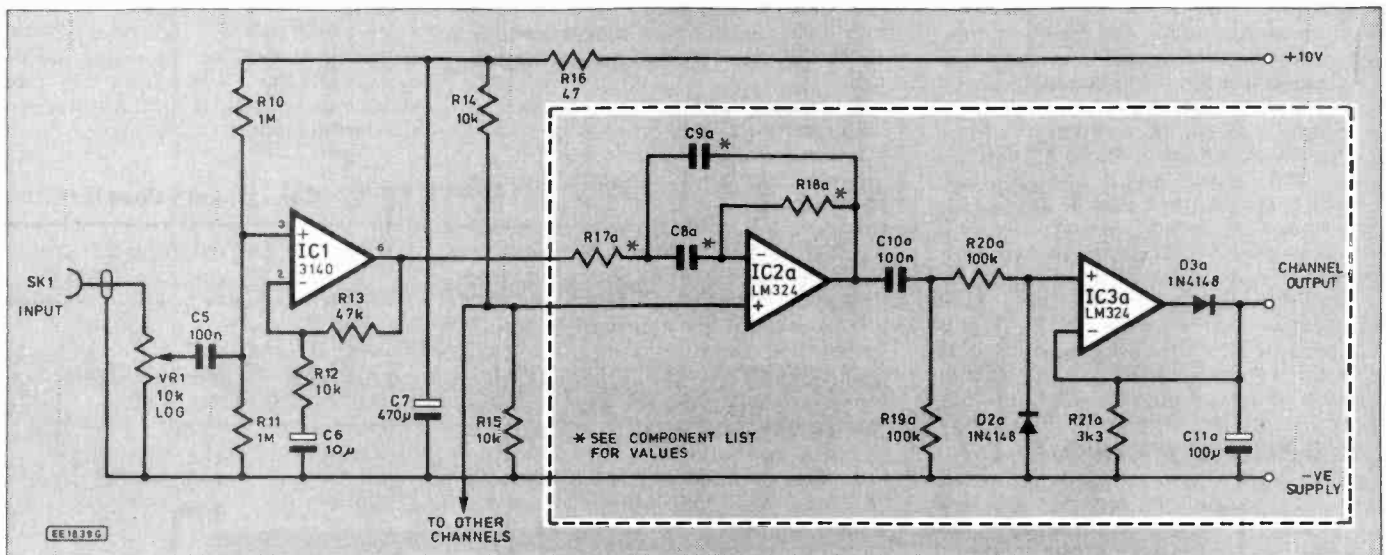 +10V
R16
47
R10
1M
R14
10k
C9a
*
R18a
*
R17a
*
C8a
*
3
+
IC1
3140
6
2
-
R13
47k
-
IC2a
LM324
+
C10a
100n
R20a
100k
+
IC3a
LM324
-
D3a
1N4148
CHANNEL
OUTPUT
SK1
INPUT
C5
100n
VR1
10k
LOG
R12
10k
R11
1M
C6
10µ
C7
470µ
R15
10k
* SEE COMPONENT LIST
FOR VALUES
R19a
100k
D2a
1N4148
R21a
3k3
C11a
100µ
-VE
SUPPLY
TO OTHER
CHANNELS
EE1839G